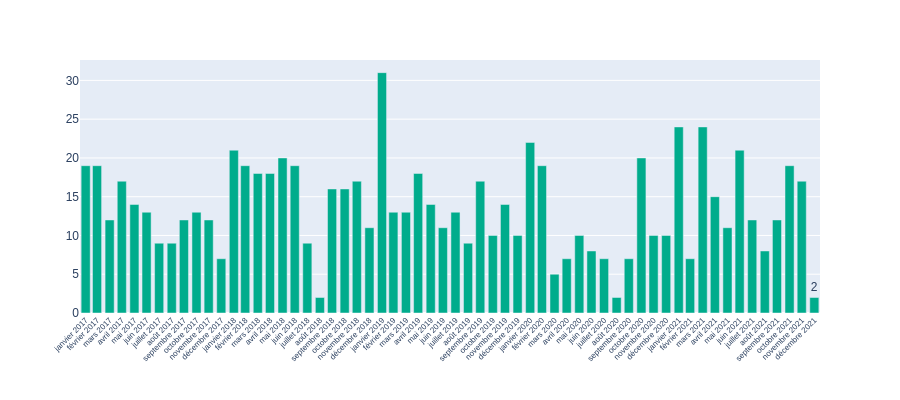 30
25
20
15
10
5
0
2
janvier 2017
février 2017
mars 2017
avril 2017
mai 2017
juin 2017
juillet 2017
août 2017
septembre 2017
octobre 2017
novembre 2017
décembre 2017
janvier 2018
février 2018
mars 2018
avril 2018
mai 2018
juin 2018
juillet 2018
août 2018
septembre 2018
octobre 2018
novembre 2018
décembre 2018
janvier 2019
février 2019
mars 2019
avril 2019
mai 2019
juin 2019
juillet 2019
août 2019
septembre 2019
octobre 2019
novembre 2019
décembre 2019
janvier 2020
février 2020
mars 2020
avril 2020
mai 2020
juin 2020
juillet 2020
août 2020
septembre 2020
octobre 2020
novembre 2020
décembre 2020
janvier 2021
février 2021
mars 2021
avril 2021
mai 2021
juin 2021
juillet 2021
août 2021
septembre 2021
octobre 2021
novembre 2021
décembre 2021